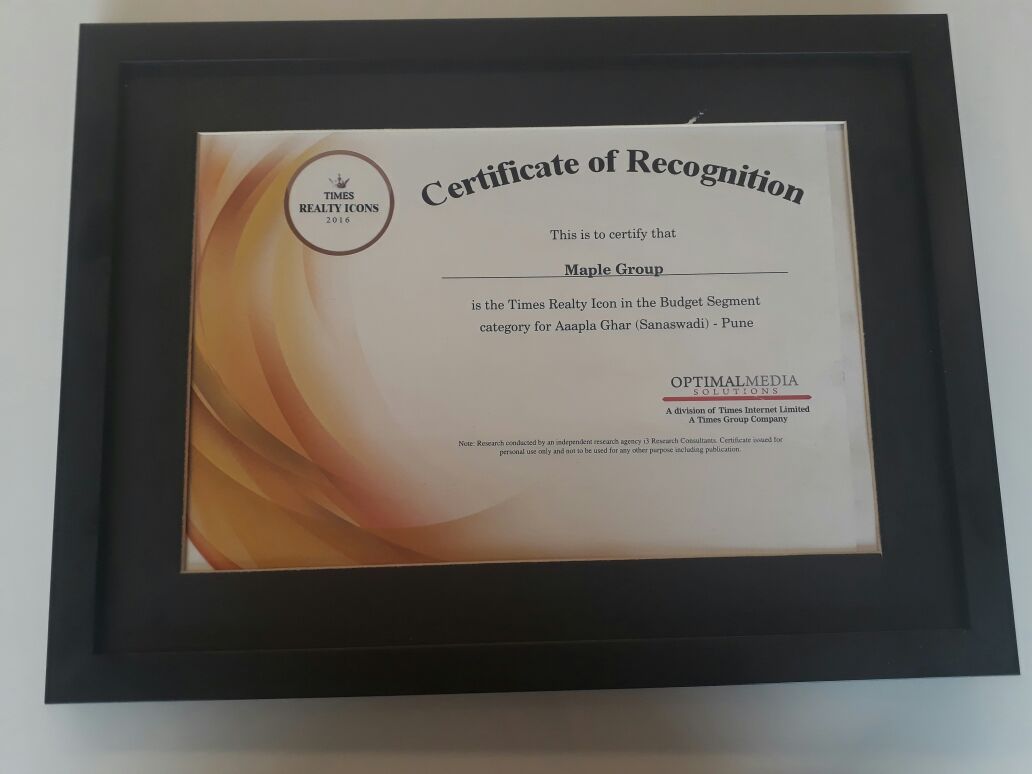 TIMES
REALTY ICONS
2016
Certificate of Recognition
This is to certify that
Maple Group
is the Times Realty Icon in the Budget Segment
category for Aaapla Ghar (Sanaswadi) - Pune
OPTIMALMEDIA
SOLUTIONS
A division of Times Internet Limited
A Times Group Company
Note: Research conducted by an independent research agency i3 Research Consultants. Certificate issued for
personal use only and not to be used for any other purpose including publication.